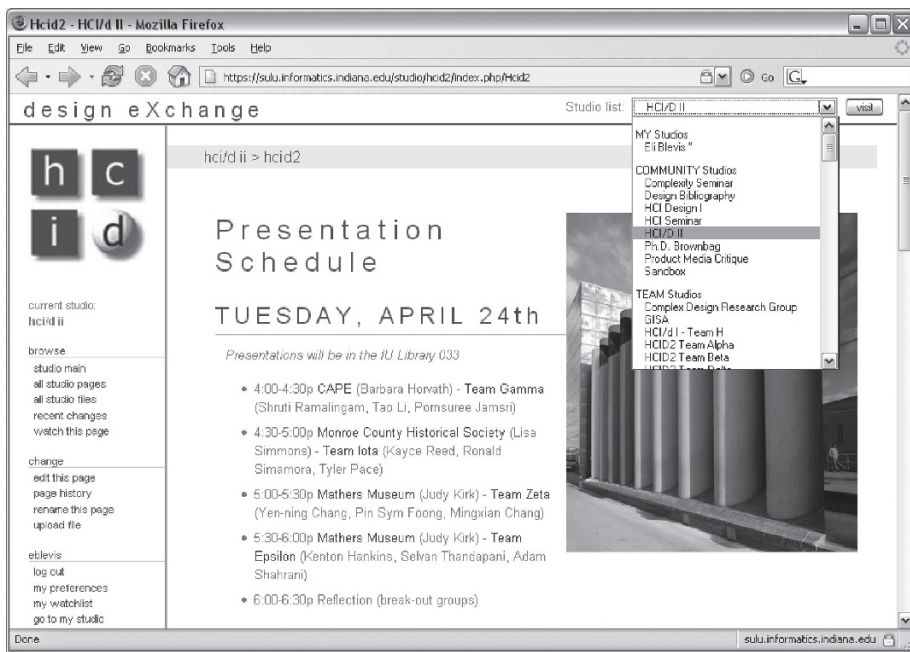 Hcid2 - HCI/d II - Mozilla Firefox
File Edit View Go Bookmarks Tools Help
https://sulu.informatics.indiana.edu/studio/hcid2/index.php/Hcid2
Go
G
design eXchange
Studio list: HCI/D II
visit
MY Studios
Eli Blevis "
COMMUNITY Studios
Complexity Seminar
Design Bibliography
HCI Design I
HCI Seminar
HCI/D II
Ph.D. Brownbag
Product Media Critique
Sandbox
TEAM Studios
Complex Design Research Group
GISA
HCI/d I - Team H
HCID2 Team Alpha
HCID2 Team Beta
HCID2 Team Delta
h c
i d
current studio:
hci/d ii
browse
studio main
all studio pages
all studio files
recent changes
watch this page
change
edit this page
page history
rename this page
upload file
eblevis
log out
my preferences
my watchlist
go to my studio
hci/d ii > hcid2
Presentation
Schedule
TUESDAY, APRIL 24th
Presentations will be in the IU Library 033
• 4:00-4:30p CAPE (Barbara Horvath) - Team Gamma
(Shruti Ramalingam, Tao Li, Pornsuree Jamsri)
• 4:30-5:00p Monroe County Historical Society (Lisa
Simmons) - Team Iota (Kayce Reed, Ronald
Simamora, Tyler Pace)
• 5:00-5:30p Mathers Museum (Judy Kirk) - Team Zeta
(Yen-ning Chang, Pin Sym Foong, Mingxian Chang)
• 5:30-6:00p Mathers Museum (Judy Kirk) - Team
Epsilon (Kenton Hankins, Selvan Thandapani, Adam
Shahrani)
• 6:00-6:30p Reflection (break-out groups)
Done
sulu.informatics.indiana.edu